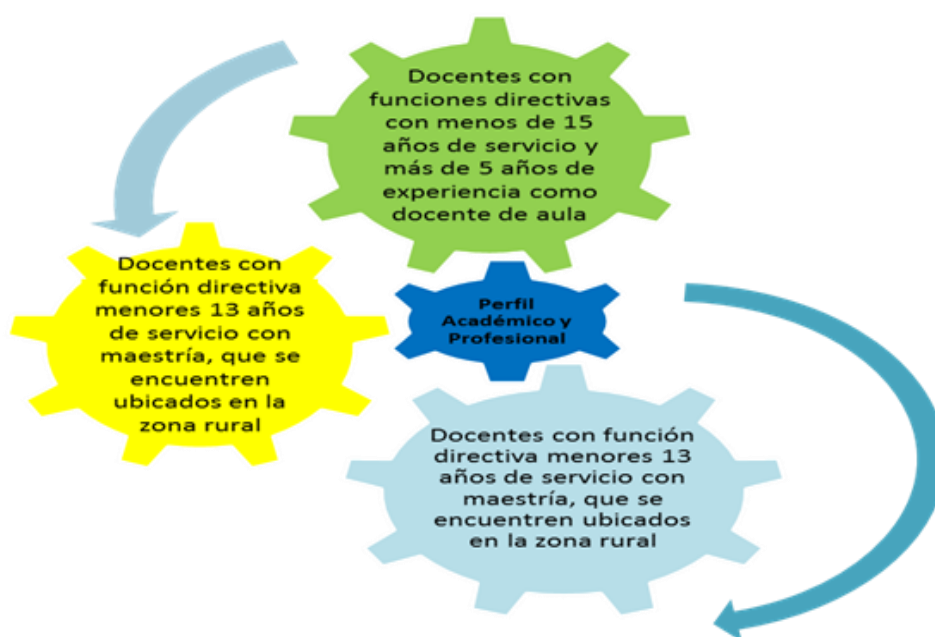 Docentes con
funciones directivas
con menos de 15
años de servicio y
más de 5 años de
experiencia como
docente de aula
Docentes con
función directiva
menores 13 años
de servicio con
maestría, que se
encuentren
ubicados en la
zona rural
Perfil
Académico y
Profesional
Docentes con función
directiva menores 13
años de servicio con
maestría, que se
encuentren ubicados
en la zona rural